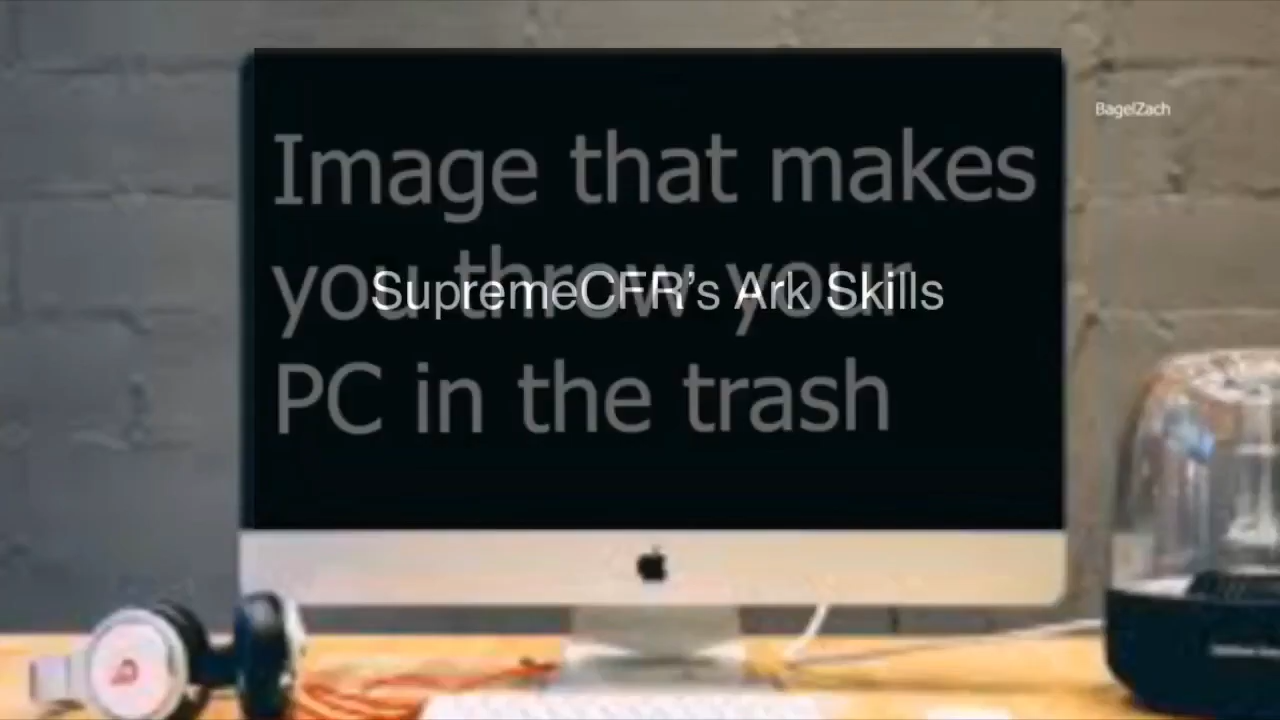 BagelZach
Image that makes
you throw your
SupremeCFR's Ark Skills
PC in the trash